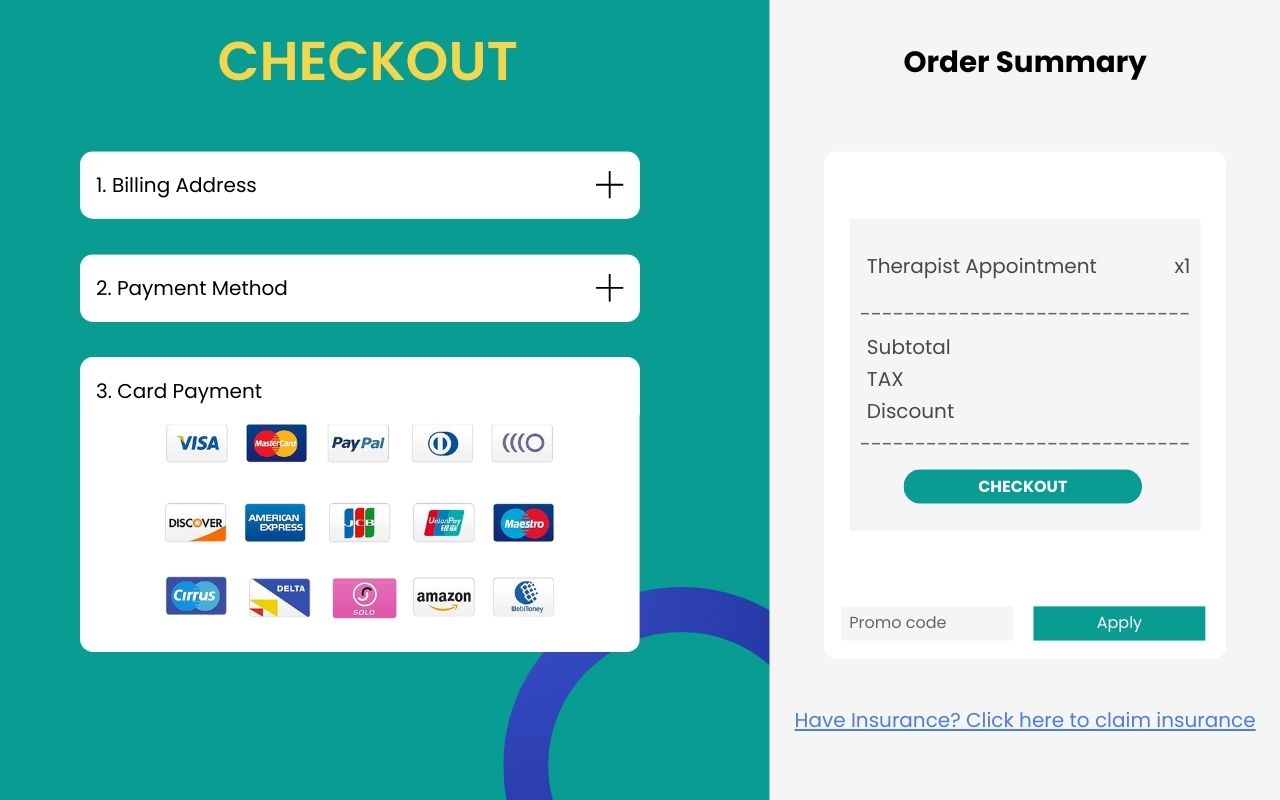 CHECKOUT
1. Billing Address
2. Payment Method
3. Card Payment
VISA
MasterCard
PayPal
DISCOVER
AMERICAN
EXPRESS
JCB
UnionPay
银联
Maestro
Cirrus
DELTA
SOLO
amazon
WebMoney
Order Summary
Therapist Appointment x1
Subtotal
TAX
Discount
CHECKOUT
Promo code
Apply
Have Insurance? Click here to claim insurance